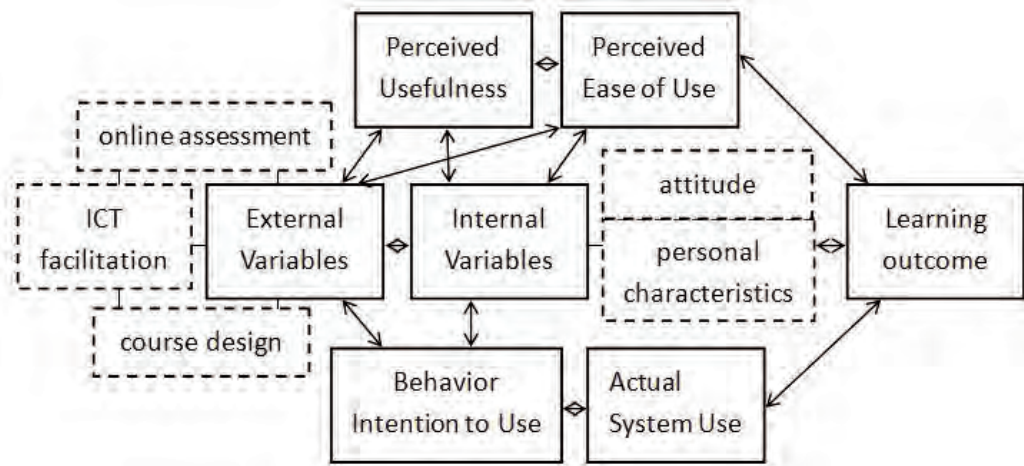 Perceived
Usefulness
Perceived
Ease of Use
online assessment
ICT
facilitation
External
Variables
Internal
Variables
attitude
personal
characteristics
Learning
outcome
course design
Behavior
Intention to Use
Actual
System Use